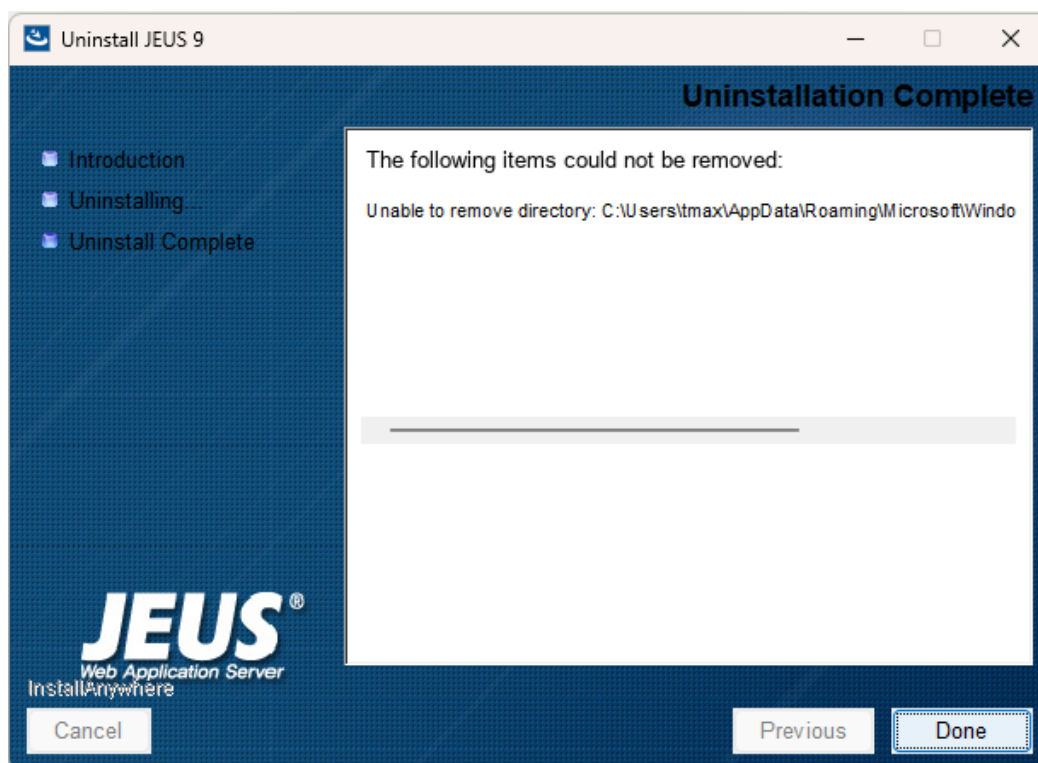 Uninstall JEUS 9
Uninstallation Complete
Introduction
Uninstalling...
Uninstall Complete
The following items could not be removed:
Unable to remove directory: C:\Users\tmax\AppData\Roaming\Microsoft\Windo
JEUS®
Web Application Server
InstallAnywhere
Cancel
Previous
Done